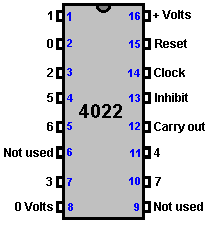 1 1 16 + Volts
0 2 15 Reset
2 3 14 Clock
5 4 13 Inhibit
4022
6 5 12 Carry out
Not used 6 11 4
3 7 10 7
0 Volts 8 9 Not used